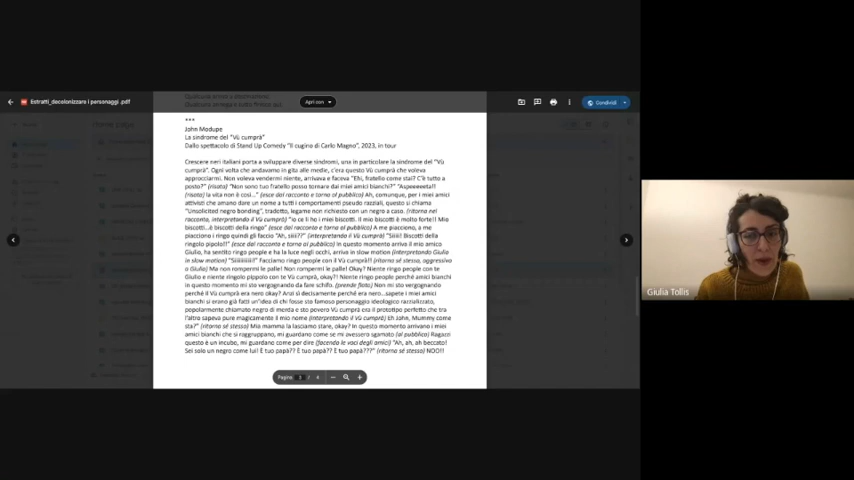 Estratti_decolonizzare i personaggi .pdf
Apri con
Condividi
***
John Modupe
La sindrome del "Vù cumprà"
Dallo spettacolo di Stand Up Comedy "Il cugino di Carlo Magno", 2023, in tour
Crescere neri italiani porta a sviluppare diverse sindromi, una in particolare la sindrome del "Vù
cumprà". Ogni volta che andavamo in gita alle medie, c'era questo Vù cumprà che voleva
approcciarmi. Non voleva vendermi niente, arrivava e faceva "Ehi, fratello come stai? C'è tutto a
posto?" (risata) "Non sono tuo fratello posso tornare dai miei amici bianchi?" "Aspeeeeeta!!
(risata) la vita non è così..." (esce dal racconto e torna al pubblico) Ah, comunque, per i miei amici
attivisti che amano dare un nome a tutti i comportamenti pseudo razziali, questo si chiama
"Unsolicited negro bonding", tradotto, legame non richiesto con un negro a caso. (ritorna nel
racconto, interpretando il Vù cumprà) "Io ce li ho i miei biscotti. Il mio biscotti è molto forte!! Mio
biscotti...è biscotti della ringo" (esce dal racconto e torna al pubblico) A me piacciono, a me
piacciono i ringo quindi gli faccio "Ah, siiii??" (interpretando il Vù cumprà) "Siiiii! Biscotti della
ringo!!" (esce dal racconto e torna al pubblico) In questo momento arriva il mio amico
Giulio, ha sentito ringo people e ha la luce negli occhi, arriva in slow motion (interpretando Giulio
in slow motion) Facciamo ringo people con il Vù cumprà!! (ritorna sé stesso, aggressivo
a Giulio) Ma non rompermi le palle! Non rompermi le palle! Okay? Niente ringo people con te
Giulio e niente ringo con te Vù cumprà, okay?! Niente ringo people perché amici bianchi
in questo momento mi sto vergognando da fare schifo. (prende fiato) Non mi sto vergognando
perché il Vù cumprà era nero okay? Anzi sì decisamente perché era nero...sapete i miei amici
bianchi si erano già fatti un'idea di chi fosse sto famoso personaggio ideologico razzializzato,
popolarmente chiamato negro di merda e sto povero Vù cumprà era il prototipo perfetto che tra
l'altro sapeva pure magicamente il mio nome (interpretando il Vù cumprà) Eh John, Mummy come
sta?" (ritorna sé stesso) Mia mamma la lasciamo stare, okay? In questo momento arrivano i miei
amici bianchi che si raggruppano, mi guardano come se mi avessero sgamato (al pubblico) Ragazzi
questo è un incubo, mi guardano come per dire (facendo le voci degli amici) "Ah, ah, ah beccato!
Sei solo un negro come lui! È tuo papà?? È tuo papà?? È tuo papà???" (ritorna sé stesso) NOO!!
Pagina 3 / 4
Giulia Tollis